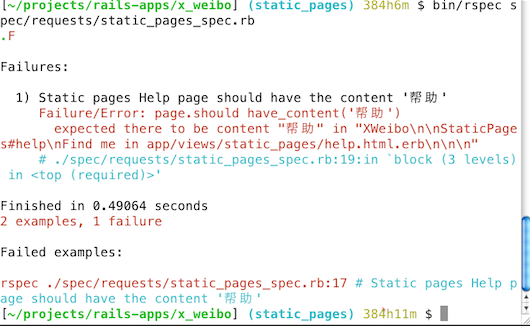 [~/projects/rails-apps/x_weibo] (static_pages) 384h6m $ bin/rspec s
pec/requests/static_pages_spec.rb
.F
Failures:
1) Static pages Help page should have the content '帮助'
Failure/Error: page.should have_content('帮助')
expected there to be content "帮助" in "XWeibo\n\nStaticPage
s#help\nFind me in app/views/static_pages/help.html.erb\n\n\n"
# ./spec/requests/static_pages_spec.rb:19:in `block (3 levels)
in <top (required)>'
Finished in 0.49064 seconds
2 examples, 1 failure
Failed examples:
rspec ./spec/requests/static_pages_spec.rb:17 # Static pages Help p
age should have the content '帮助'
[~/projects/rails-apps/x_weibo] (static_pages) 384h11m $